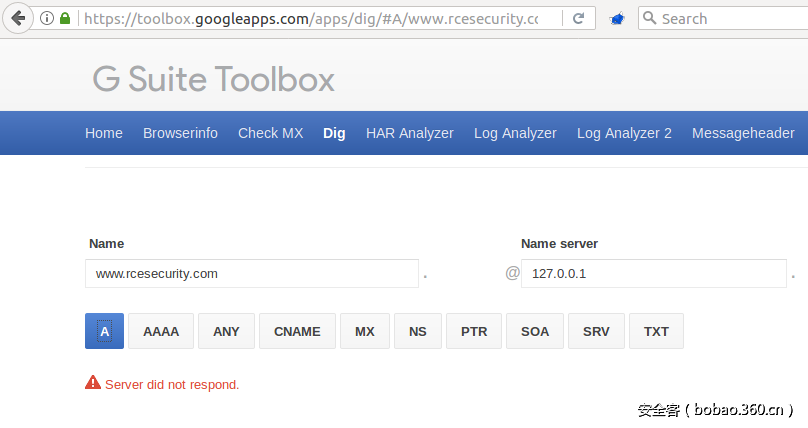 https://toolbox.googleapps.com/apps/dig/#A/www.rcesecurity.co
Search
G Suite Toolbox
Home Browserinfo Check MX Dig HAR Analyzer Log Analyzer Log Analyzer 2 Messageheader
Name Name server
www.rcesecurity.com . @ 127.0.0.1 .
A AAAA ANY CNAME MX NS PTR SOA SRV TXT
Server did not respond.
安全客（bobao.360.cn）